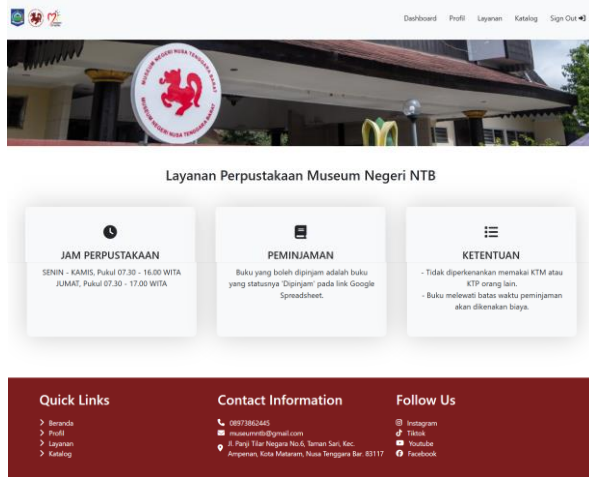 Dashboard Profil Layanan Katalog Sign Out
MUSEUM NEGERI NUSA TENGGARA BARAT
MUSEUM NEGERI NUSA TENGGARA BARAT
Layanan Perpustakaan Museum Negeri NTB
JAM PERPUSTAKAAN
SENIN - KAMIS, Pukul 07.30 - 16.00 WITA
JUMAT, Pukul 07.30 - 17.00 WITA
PEMINJAMAN
Buku yang boleh dipinjam adalah buku
yang statusnya 'Dipinjam' pada link Google
Spreadsheet.
KETENTUAN
- Tidak diperkenankan memakai KTM atau
KTP orang lain.
- Buku melewati batas waktu peminjaman
akan dikenakan biaya.
Quick Links
Beranda
Profil
Layanan
Katalog
Contact Information
08973862445
museumntb@gmail.com
Jl. Panji Tilar Negara No.6, Taman Sari, Kec.
Ampenan, Kota Mataram, Nusa Tenggara Bar. 83117
Follow Us
Instagram
Tiktok
Youtube
Facebook